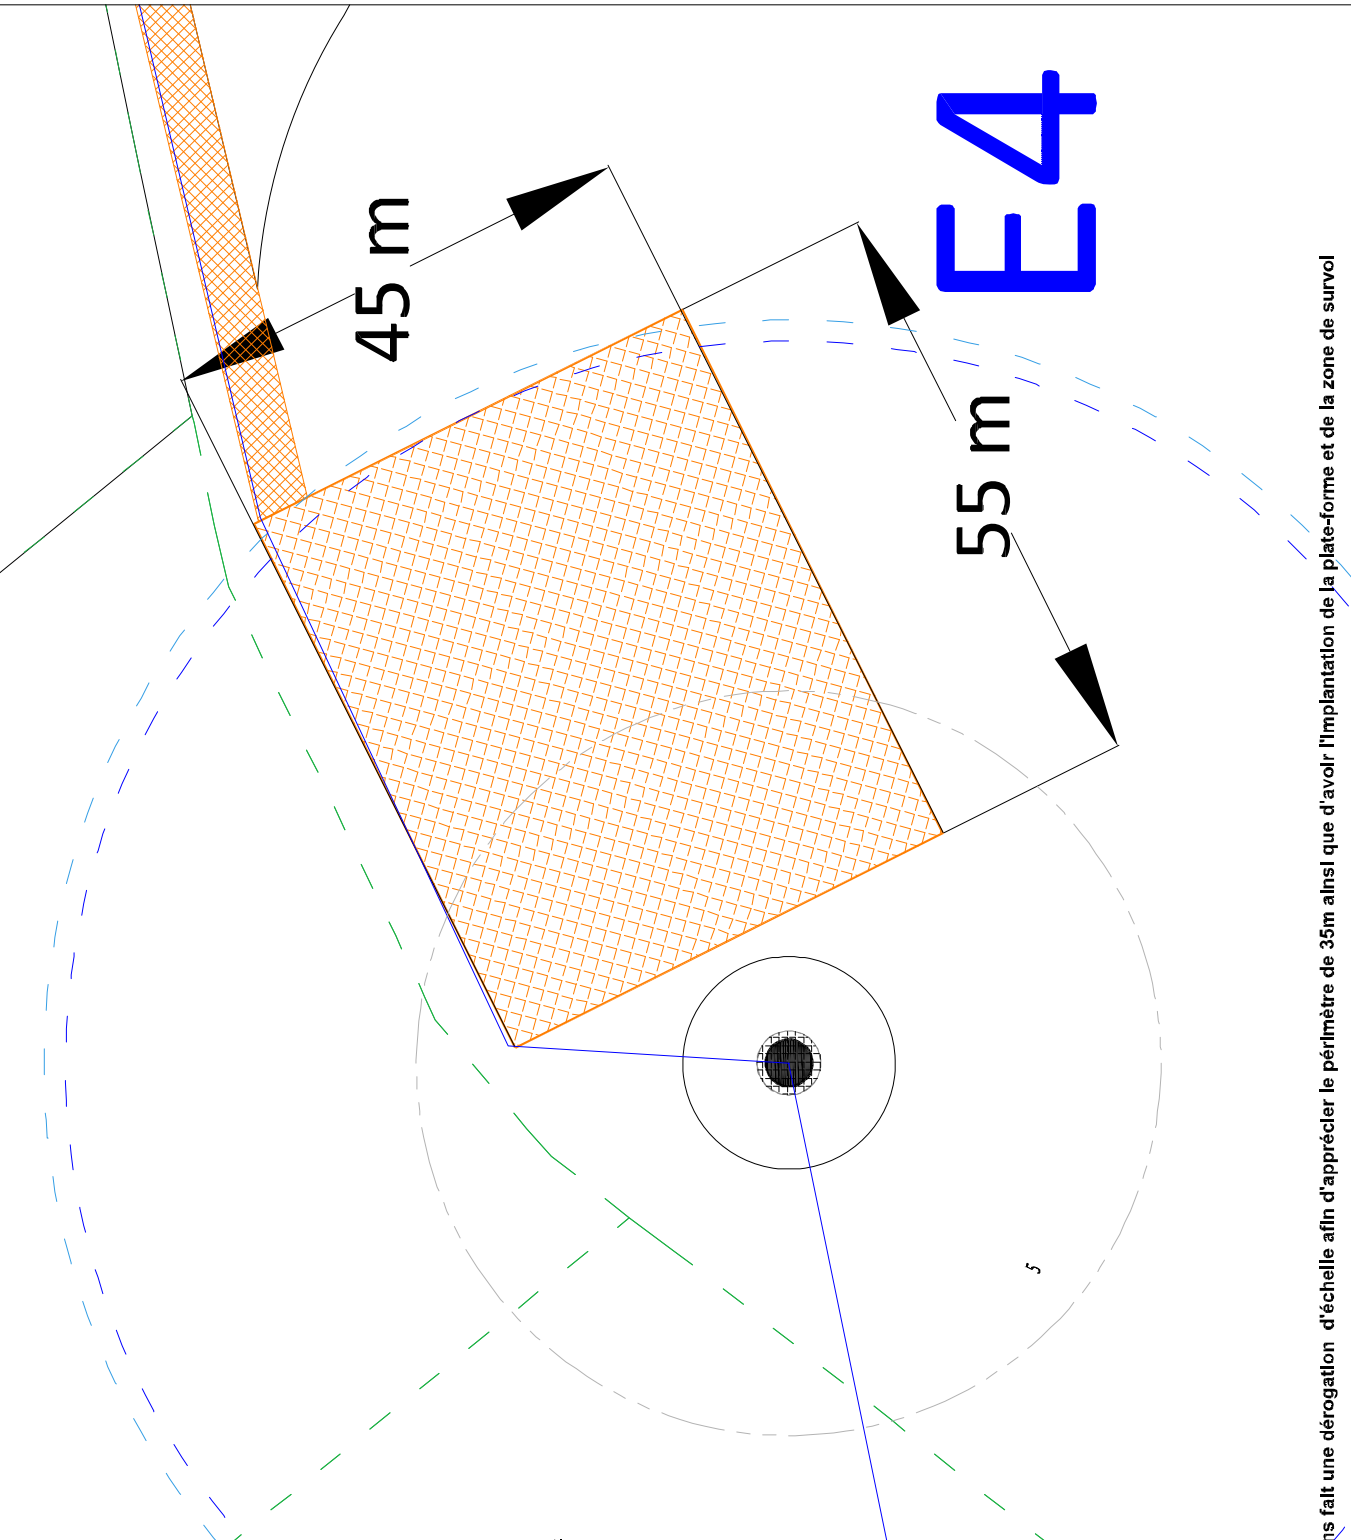 E4
45 m
55 m
5
fait une dérogation d'échelle afin d'apprécier le périmètre de 35m ainsi que d'avoir l'implantation de la plate-forme et de la zone de survol